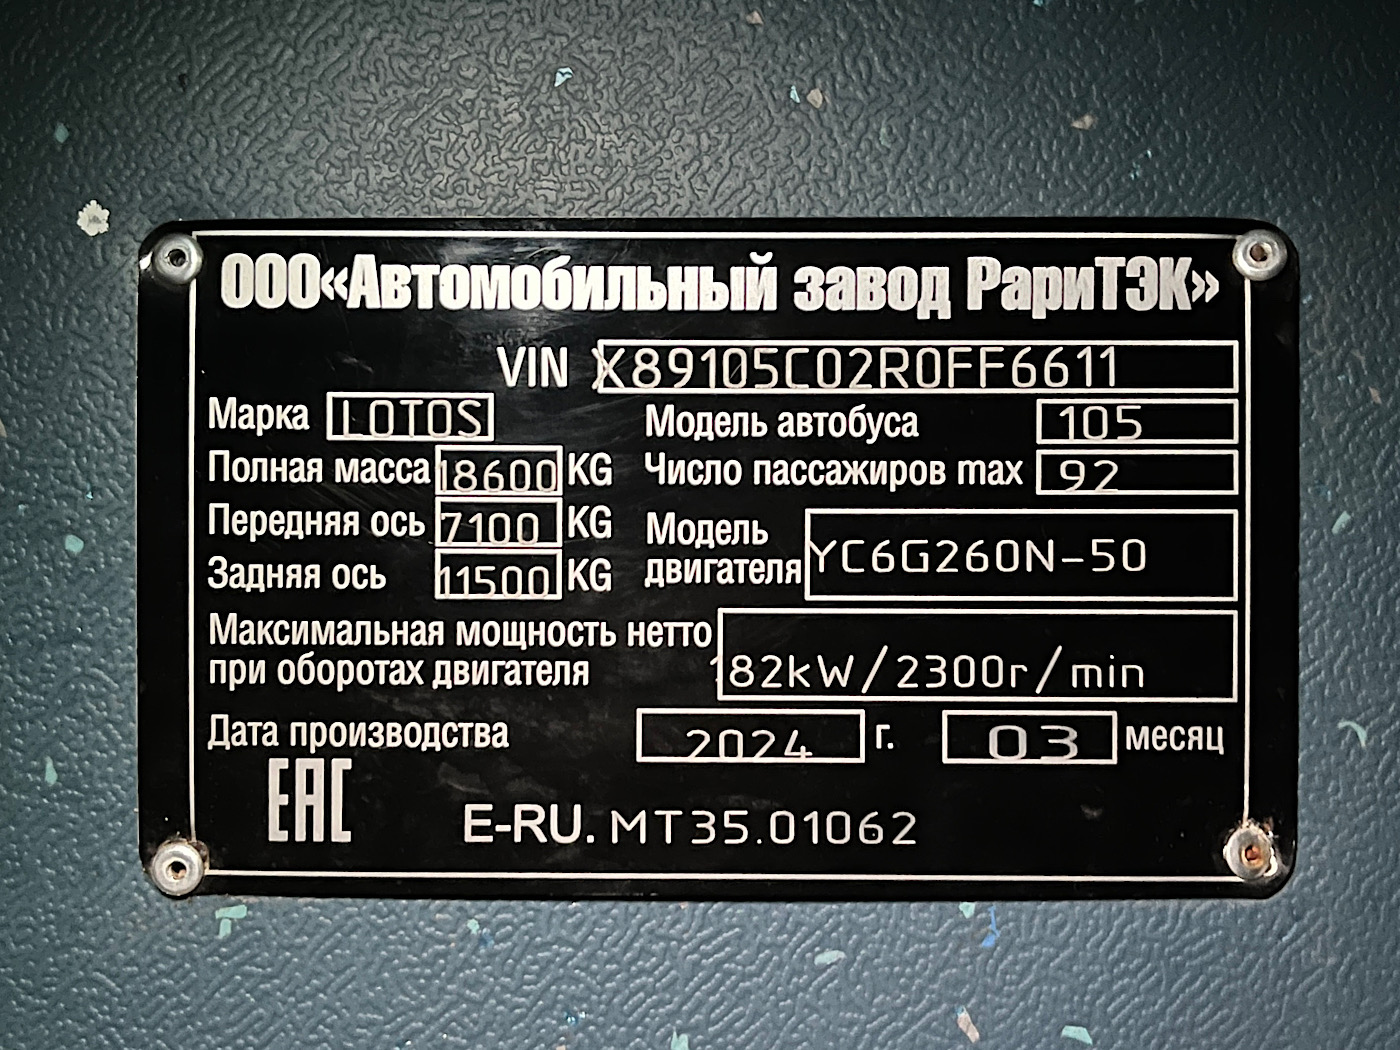 ООО«Автомобильный завод РариТЭК»
VIN X89105C02R0FF6611
Марка LOTOS
Модель автобуса 105
Полная масса 18600 KG
Число пассажиров max 92
Передняя ось 7100 KG
Задняя ось 11500 KG
Модель
двигателя YC6G260N-50
Максимальная мощность нетто
при оборотах двигателя 182kW/2300r/min
Дата производства 2024 г. 03 месяц
EAC
E-RU. MT35.01062